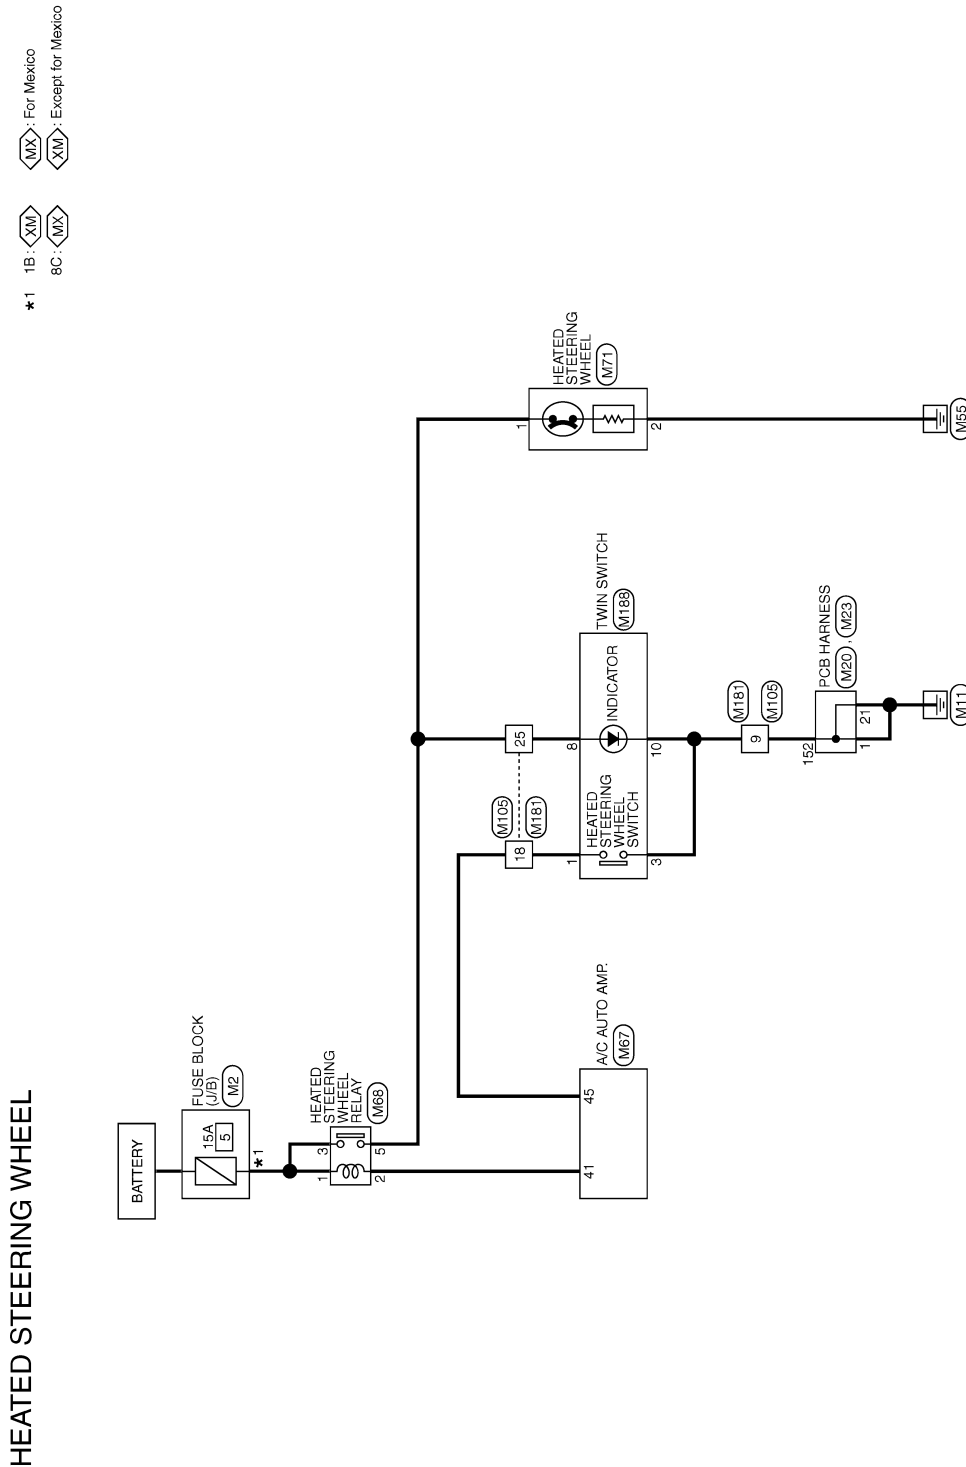 HEATED STEERING WHEEL
★1 1B : XM MX : For Mexico
8C : MX XM : Except for Mexico
BATTERY
FUSE BLOCK
(J/B)
M2
15A
5
★1
HEATED
STEERING
WHEEL
RELAY
M68
1
3
2
5
A/C AUTO AMP.
M67
41
45
M105
18
25
M181
TWIN SWITCH
M188
1
8
HEATED
STEERING
WHEEL
SWITCH
INDICATOR
3
10
M181
9
M105
PCB HARNESS
M20 , M23
152
1
21
M11
HEATED
STEERING
WHEEL
M71
1
2
M55